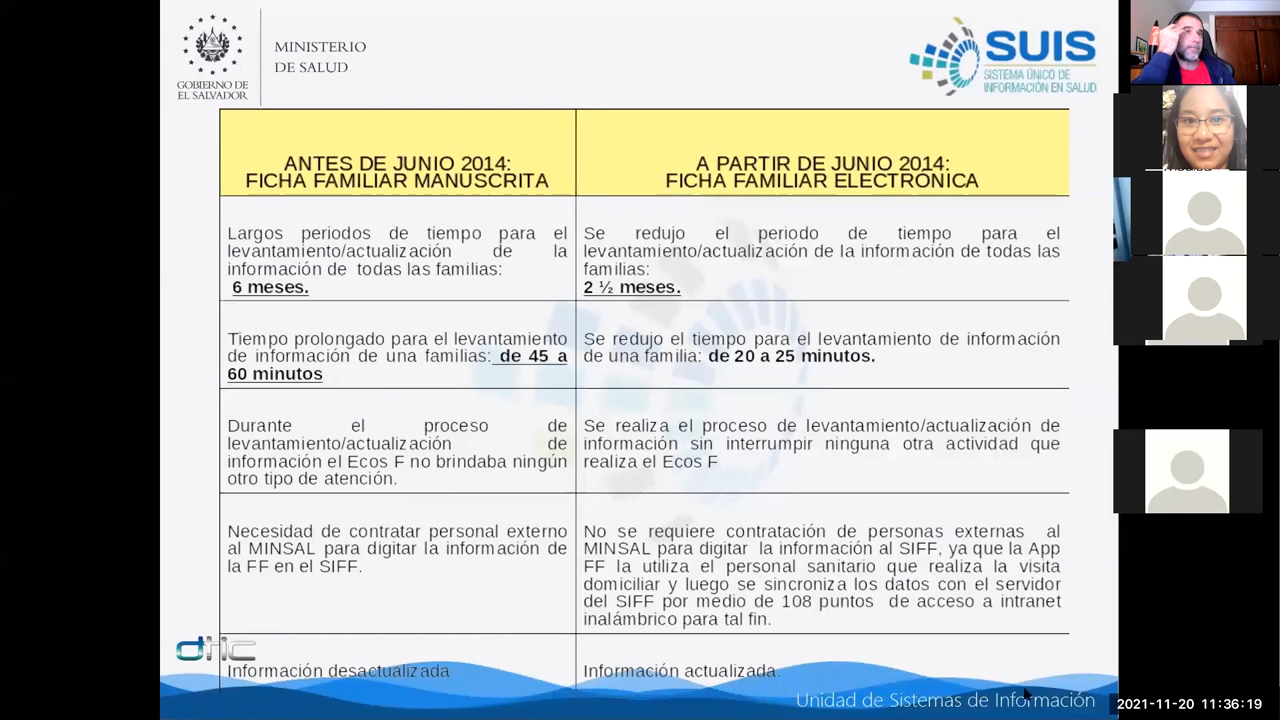 MINISTERIO
DE SALUD
GOBIERNO DE
EL SALVADOR
SUIS
SISTEMA ÚNICO DE
INFORMACIÓN EN SALUD
ANTES DE JUNIO 2014:
FICHA FAMILIAR MANUSCRITA
A PARTIR DE JUNIO 2014:
FICHA FAMILIAR ELECTRÓNICA
Largos periodos de tiempo para el
levantamiento/actualización de la
información de todas las familias:
6 meses.
Se redujo el periodo de tiempo para el
levantamiento/actualización de la información de todas las
familias:
2 ½ meses.
Tiempo prolongado para el levantamiento
de información de una familias: de 45 a
60 minutos
Se redujo el tiempo para el levantamiento de información
de una familia: de 20 a 25 minutos.
Durante el proceso de
levantamiento/actualización de
información el Ecos F no brindaba ningún
otro tipo de atención.
Se realiza el proceso de levantamiento/actualización de
información sin interrumpir ninguna otra actividad que
realiza el Ecos F
Necesidad de contratar personal externo
al MINSAL para digitar la información de
la FF en el SIFF.
No se requiere contratación de personas externas al
MINSAL para digitar la información al SIFF, ya que la App
FF la utiliza el personal sanitario que realiza la visita
domiciliar y luego se sincroniza los datos con el servidor
del SIFF por medio de 108 puntos de acceso a intranet
inalámbrico para tal fin.
Información desactualizada
Información actualizada.
dtic
Unidad de Sistemas de Información
2021-11-20 11:36:19